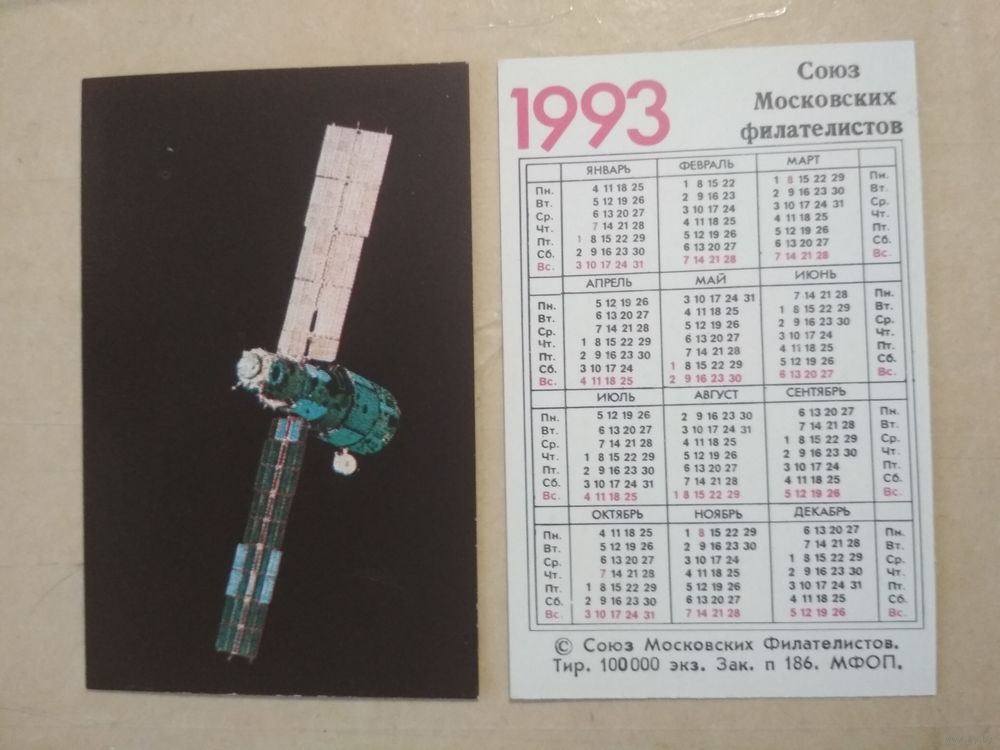 1993
Союз
Московских
филателистов
ЯНВАРЬ ФЕВРАЛЬ МАРТ
Пн. 4 11 18 25 1 8 15 22 1 8 15 22 29 Пн.
Вт. 5 12 19 26 2 9 16 23 2 9 16 23 30 Вт.
Ср. 6 13 20 27 3 10 17 24 3 10 17 24 31 Ср.
Чт. 7 14 21 28 4 11 18 25 4 11 18 25 Чт.
Пт. 1 8 15 22 29 5 12 19 26 5 12 19 26 Пт.
Сб. 2 9 16 23 30 6 13 20 27 6 13 20 27 Сб.
Вс. 3 10 17 24 31 7 14 21 28 7 14 21 28 Вс.
АПРЕЛЬ МАЙ ИЮНЬ
Пн. 5 12 19 26 3 10 17 24 31 7 14 21 28 Пн.
Вт. 6 13 20 27 4 11 18 25 1 8 15 22 29 Вт.
Ср. 7 14 21 28 5 12 19 26 2 9 16 23 30 Ср.
Чт. 1 8 15 22 29 6 13 20 27 3 10 17 24 Чт.
Пт. 2 9 16 23 30 7 14 21 28 4 11 18 25 Пт.
Сб. 3 10 17 24 1 8 15 22 29 5 12 19 26 Сб.
Вс. 4 11 18 25 2 9 16 23 30 6 13 20 27 Вс.
ИЮЛЬ АВГУСТ СЕНТЯБРЬ
Пн. 5 12 19 26 2 9 16 23 30 6 13 20 27 Пн.
Вт. 6 13 20 27 3 10 17 24 31 7 14 21 28 Вт.
Ср. 7 14 21 28 4 11 18 25 1 8 15 22 29 Ср.
Чт. 1 8 15 22 29 5 12 19 26 2 9 16 23 30 Чт.
Пт. 2 9 16 23 30 6 13 20 27 3 10 17 24 Пт.
Сб. 3 10 17 24 31 7 14 21 28 4 11 18 25 Сб.
Вс. 4 11 18 25 1 8 15 22 29 5 12 19 26 Вс.
ОКТЯБРЬ НОЯБРЬ ДЕКАБРЬ
Пн. 4 11 18 25 1 8 15 22 29 6 13 20 27 Пн.
Вт. 5 12 19 26 2 9 16 23 30 7 14 21 28 Вт.
Ср. 6 13 20 27 3 10 17 24 1 8 15 22 29 Ср.
Чт. 7 14 21 28 4 11 18 25 2 9 16 23 30 Чт.
Пт. 1 8 15 22 29 5 12 19 26 3 10 17 24 31 Пт.
Сб. 2 9 16 23 30 6 13 20 27 4 11 18 25 Сб.
Вс. 3 10 17 24 31 7 14 21 28 5 12 19 26 Вс.
© Союз Московских Филателистов.
Тир. 100 000 экз. Зак. п 186. МФОП.